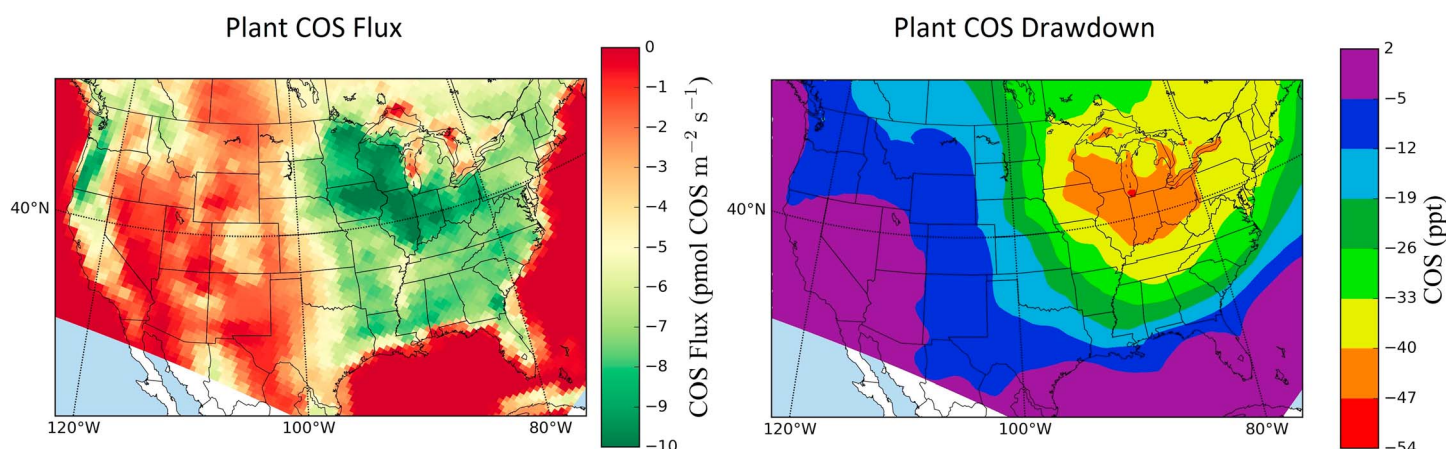 Plant COS Flux
0
−1
−2
−3
−4
−5
−6
−7
−8
−9
−10
COS Flux (pmol COS m⁻² s⁻¹)
40°N
120°W
100°W
80°W
Plant COS Drawdown
2
−5
−12
−19
−26
−33
−40
−47
−54
COS (ppt)
40°N
120°W
100°W
80°W